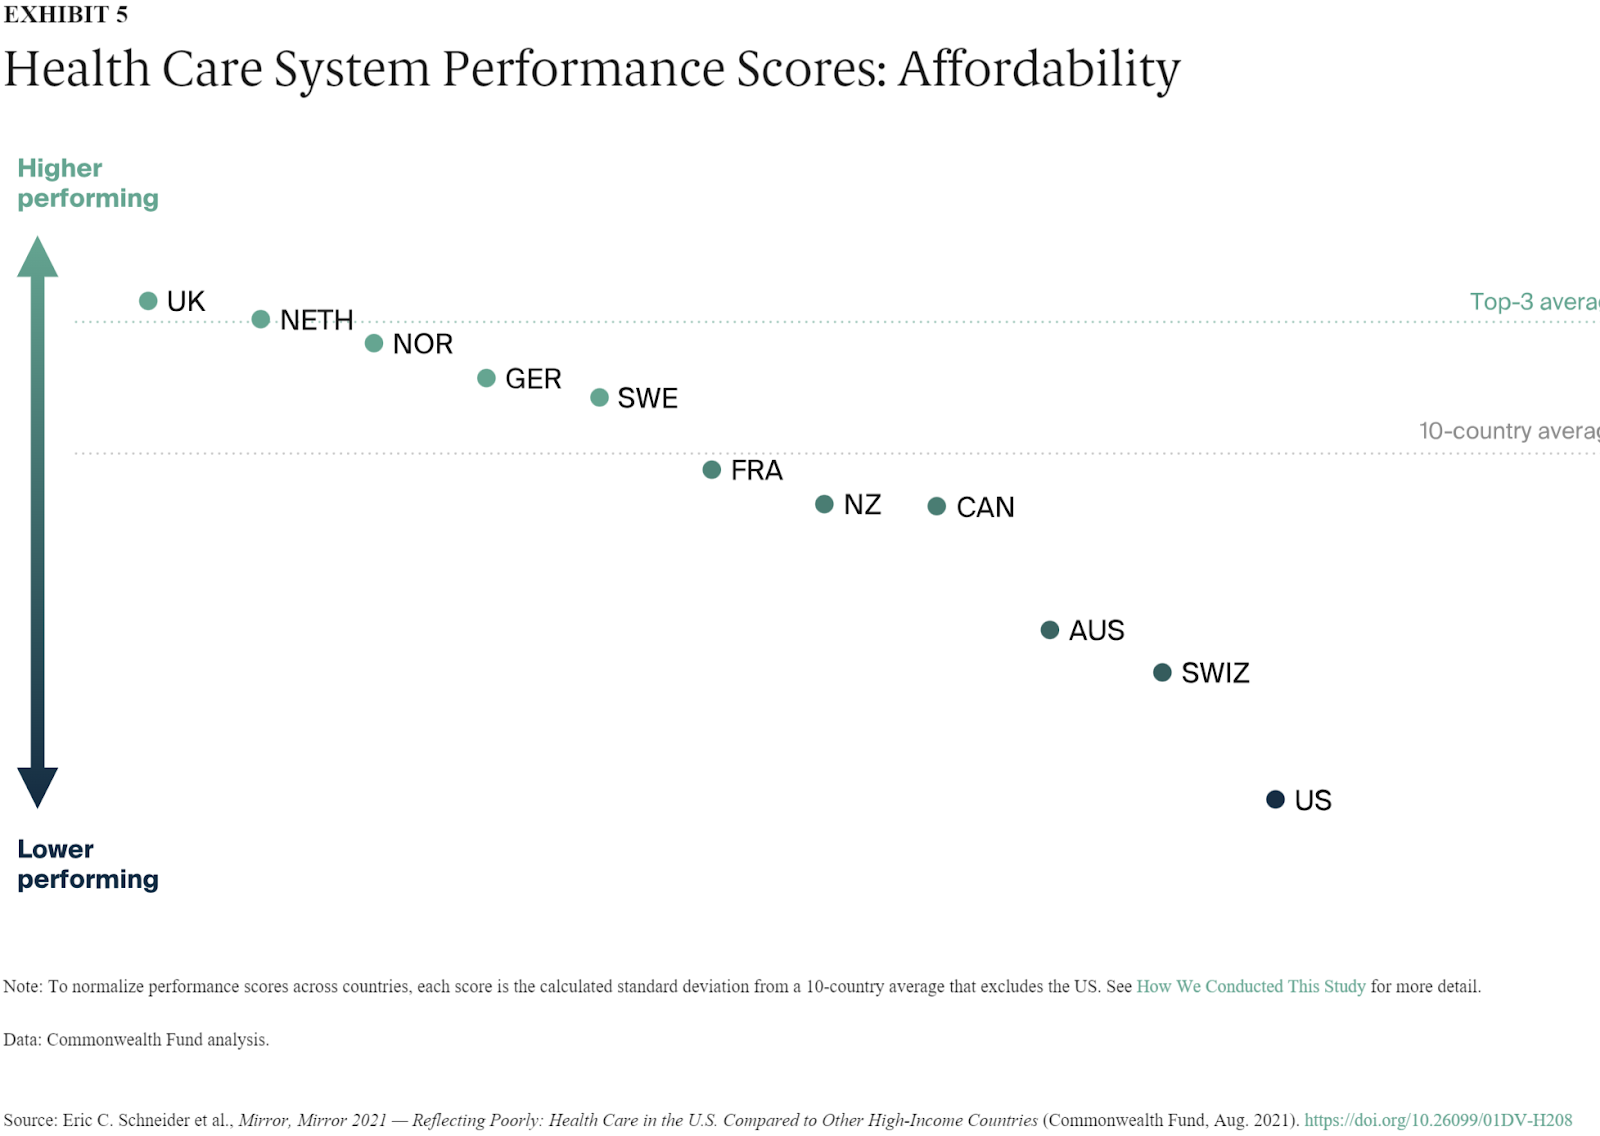 EXHIBIT 5
Health Care System Performance Scores: Affordability
Higher
performing
UK
Top-3 avera
NETH
NOR
GER
SWE
10-country avera
FRA
NZ
CAN
AUS
SWIZ
US
Lower
performing
Note: To normalize performance scores across countries, each score is the calculated standard deviation from a 10-country average that excludes the US. See How We Conducted This Study for more detail.
Data: Commonwealth Fund analysis.
Source: Eric C. Schneider et al., Mirror, Mirror 2021 — Reflecting Poorly: Health Care in the U.S. Compared to Other High-Income Countries (Commonwealth Fund, Aug. 2021). https://doi.org/10.26099/01DV-H208